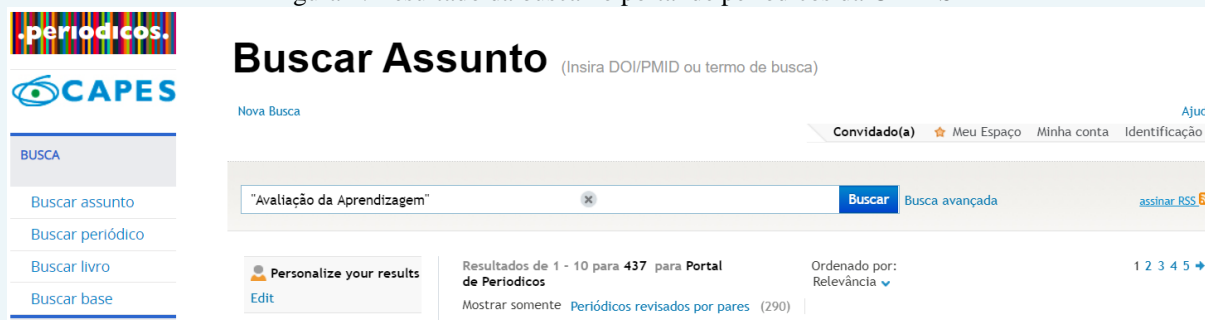 .periodicos.
CAPES
BUSCA
Buscar assunto
Buscar periódico
Buscar livro
Buscar base
Buscar Assunto (Insira DOI/PMID ou termo de busca)
Nova Busca
Convidado(a) Meu Espaço Minha conta Identificação
"Avaliação da Aprendizagem"
Buscar Busca avançada assinar RSS
Personalize your results
Edit
Resultados de 1 - 10 para 437 para Portal
de Periodicos
Mostrar somente Periódicos revisados por pares (290)
Ordenado por:
Relevância
1 2 3 4 5